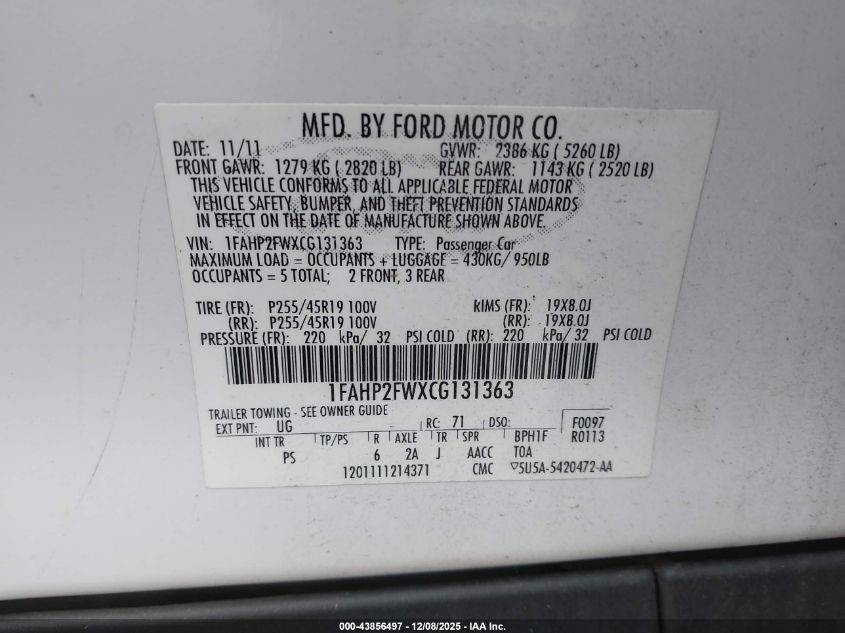 MFD. BY FORD MOTOR CO.
DATE: 11/11 GVWR: 2386 KG ( 5260 LB)
FRONT GAWR: 1279 KG ( 2820 LB) REAR GAWR: 1143 KG ( 2520 LB)
THIS VEHICLE CONFORMS TO ALL APPLICABLE FEDERAL MOTOR
VEHICLE SAFETY, BUMPER, AND THEFT PREVENTION STANDARDS
IN EFFECT ON THE DATE OF MANUFACTURE SHOWN ABOVE.
VIN: 1FAHP2FWXCG131363 TYPE: Passenger Car
MAXIMUM LOAD = OCCUPANTS + LUGGAGE = 430KG/ 950LB
OCCUPANTS = 5 TOTAL; 2 FRONT, 3 REAR
TIRE (FR): P255/45R19 100V RIMS (FR): 19X8.0J
(RR): P255/45R19 100V (RR): 19X8.0J
PRESSURE (FR): 220 kPa/ 32 PSI COLD (RR): 220 kPa/ 32 PSI COLD
1FAHP2FWXCG131363
TRAILER TOWING - SEE OWNER GUIDE
EXT PNT: UG RC: 71 DSO: F0097
INT TR TP/PS R AXLE TR SPR BPH1F R0113
PS 6 2A J AACC TOA
1201111214371 CMC ▽5U5A-5420472-AA
000-43856497 - 12/08/2025 - IAA Inc.